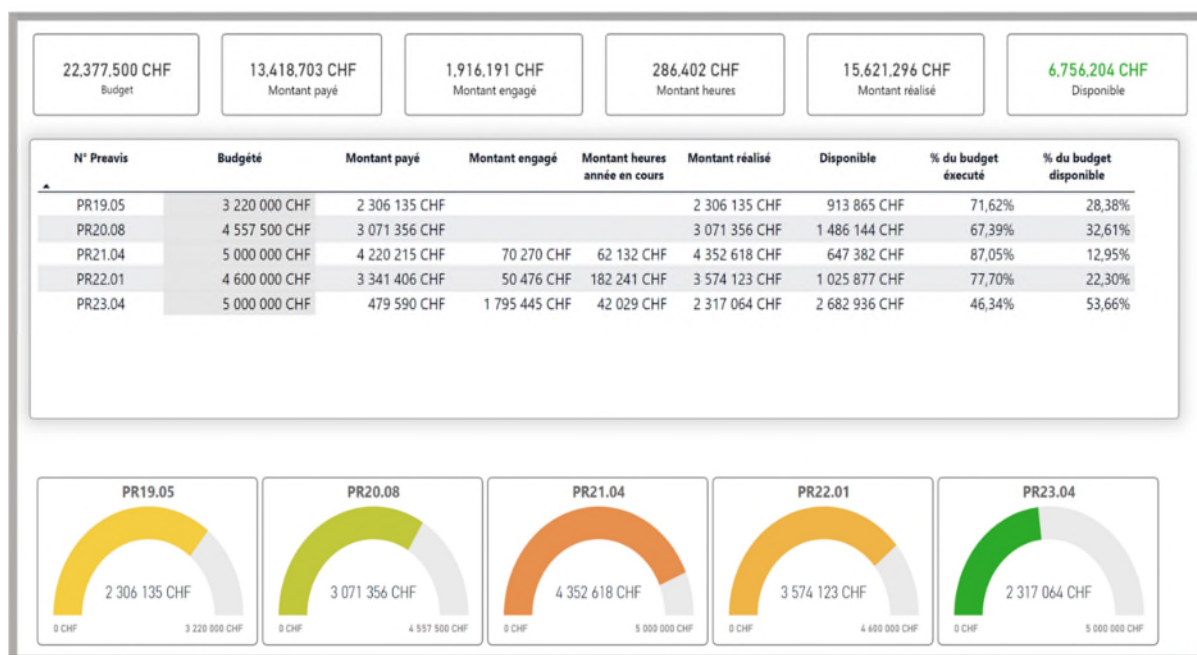 22,377,500 CHF 13,418,703 CHF 1,916,191 CHF 286,402 CHF 15,621,296 CHF 6,756,204 CHF
Budget Montant payé Montant engagé Montant heures Montant réalisé Disponible
N° Preavis Budgété Montant payé Montant engagé Montant heures année en cours Montant réalisé Disponible % du budget éxecuté % du budget disponible
PR19.05 3 220 000 CHF 2 306 135 CHF 2 306 135 CHF 913 865 CHF 71,62% 28,38%
PR20.08 4 557 500 CHF 3 071 356 CHF 3 071 356 CHF 1 486 144 CHF 67,39% 32,61%
PR21.04 5 000 000 CHF 4 220 215 CHF 70 270 CHF 62 132 CHF 4 352 618 CHF 647 382 CHF 87,05% 12,95%
PR22.01 4 600 000 CHF 3 341 406 CHF 50 476 CHF 182 241 CHF 3 574 123 CHF 1 025 877 CHF 77,70% 22,30%
PR23.04 5 000 000 CHF 479 590 CHF 1 795 445 CHF 42 029 CHF 2 317 064 CHF 2 682 936 CHF 46,34% 53,66%
PR19.05 PR20.08 PR21.04 PR22.01 PR23.04
2 306 135 CHF 3 071 356 CHF 4 352 618 CHF 3 574 123 CHF 2 317 064 CHF
0 CHF 3 220 000 CHF 0 CHF 4 557 500 CHF 0 CHF 5 000 000 CHF 0 CHF 4 600 000 CHF 0 CHF 5 000 000 CHF